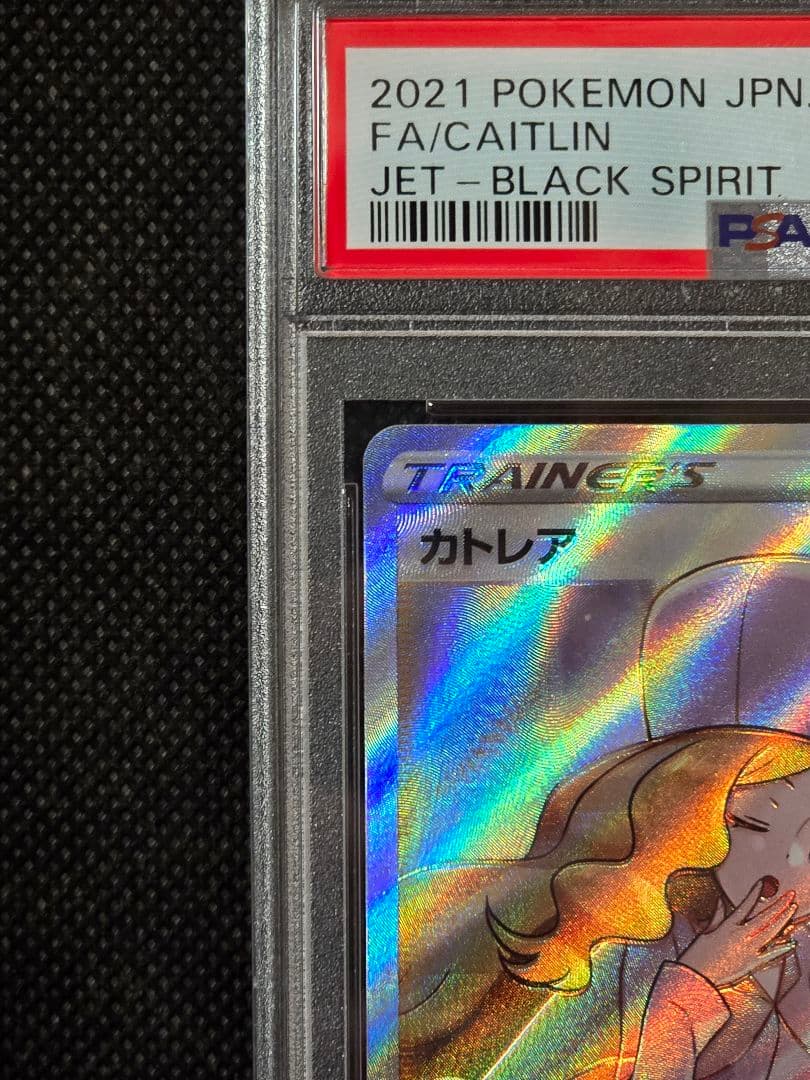 2021 POKEMON JPN.
FA/CAITLIN
JET-BLACK SPIRIT
PSA
TRAINER'S
カトレア